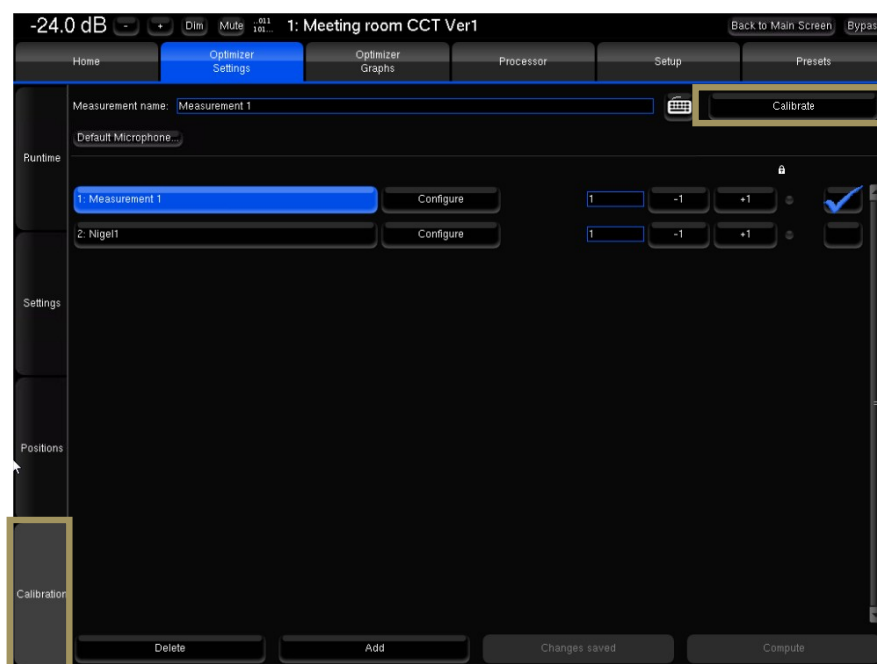 -24.0 dB - + Dim Mute ..011 101... 1: Meeting room CCT Ver1 Back to Main Screen Bypas
Home Optimizer Settings Optimizer Graphs Processor Setup Presets
Measurement name: Measurement 1 Calibrate
Default Microphone...
Runtime
1: Measurement 1 Configure 1 -1 +1
2: Nigel1 Configure 1 -1 +1
Settings
Positions
Calibration
Delete Add Changes saved Compute